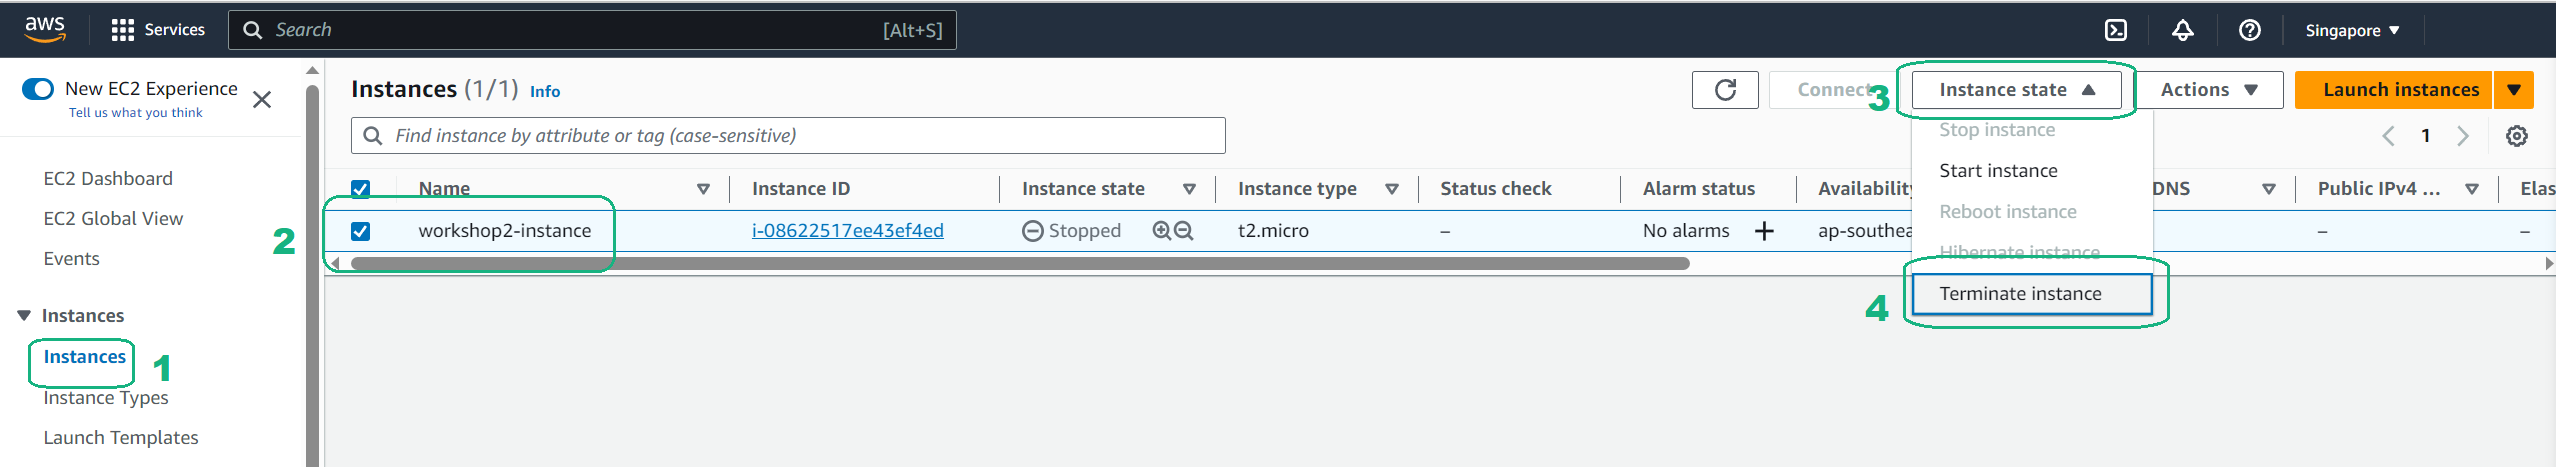 aws Services Search [Alt+S] Singapore
New EC2 Experience
Tell us what you think
EC2 Dashboard
EC2 Global View
Events
Instances
Instances 1
Instance Types
Launch Templates
Instances (1/1) Info
Connect 3 Instance state Actions Launch instances
Find instance by attribute or tag (case-sensitive)
1
Stop instance
Start instance
Reboot instance
Hibernate instance
4 Terminate instance
Name Instance ID Instance state Instance type Status check Alarm status Availability DNS Public IPv4 ... Elas
2 workshop2-instance i-08622517ee43ef4ed Stopped t2.micro – No alarms + ap-southea – –